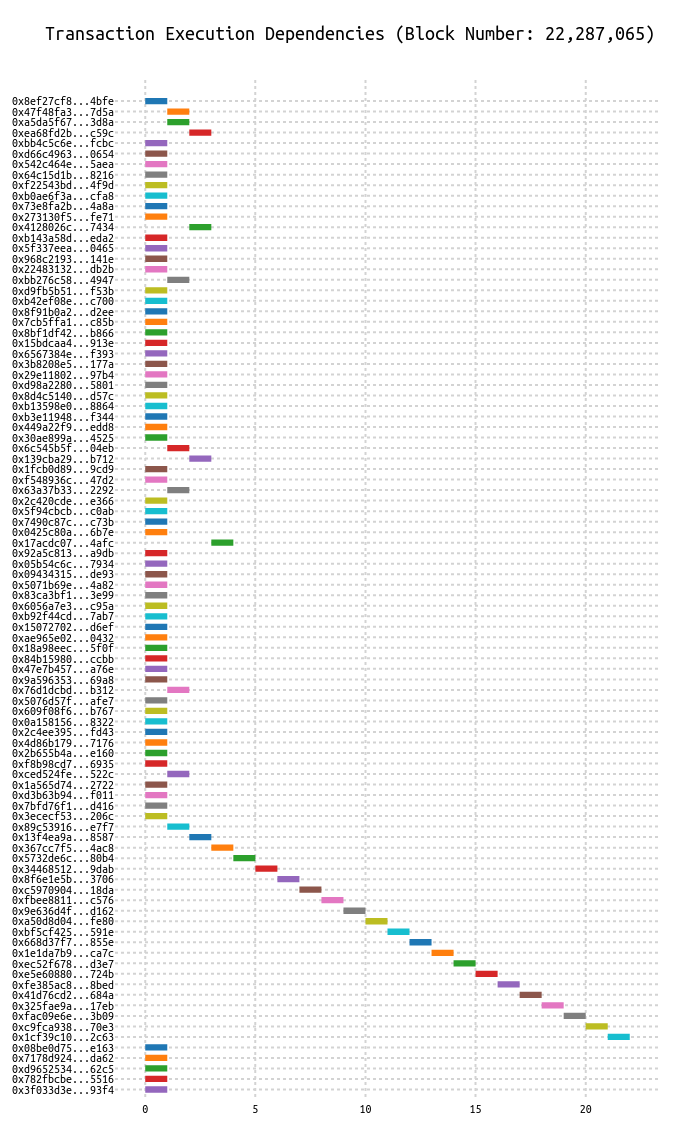 Transaction Execution Dependencies (Block Number: 22,287,065)
0x8ef27cf8...4bfe
0x47f48fa3...7d5a
0xa5da5f67...3d8a
0xea68fd2b...c59c
0xbb4c5c6e...fcbc
0xd66c4963...0654
0x542c464e...5aea
0x64c15d1b...8216
0xf22543bd...4f9d
0xb0ae6f3a...cfa8
0x73e8fa2b...4a8a
0x273130f5...fe71
0x4128026c...7434
0xb143a58d...eda2
0x5f337eea...0465
0x968c2193...141e
0x22483132...db2b
0xbb276c58...4947
0xd9fb5b51...f53b
0xb42ef08e...c700
0x8f91b0a2...d2ee
0x7cb5ffa1...c85b
0x8bf1df42...b866
0x15bdcaa4...913e
0x6567384e...f393
0x3b8208e5...177a
0x29e11802...97b4
0xd98a2280...5801
0x8d4c5140...d57c
0xb13598e0...8864
0xb3e11948...f344
0x449a22f9...edd8
0x30ae899a...4525
0x6c545b5f...04eb
0x139cba29...b712
0x1fcb0d89...9cd9
0xf548936c...47d2
0x63a37b33...2292
0x2c420cde...e366
0x5f94cbcb...c0ab
0x7490c87c...c73b
0x0425c80a...6b7e
0x17acdc07...4afc
0x92a5c813...a9db
0x05b54c6c...7934
0x09434315...de93
0x5071b69e...4a82
0x83ca3bf1...3e99
0x6056a7e3...c95a
0xb92f44cd...7ab7
0x15072702...d6ef
0xae965e02...0432
0x18a98eec...5f0f
0x84b15980...ccbb
0x47e7b457...a76e
0x9a596353...69a8
0x76d1dcbd...b312
0x5076d57f...afe7
0x609f08f6...b767
0x0a158156...8322
0x2c4ee395...fd43
0x4d86b179...7176
0x2b655b4a...e160
0xf8b98cd7...6935
0xced524fe...522c
0x1a565d74...2722
0xd3b63b94...f011
0x7bfd76f1...d416
0x3ececf53...206c
0x89c53916...e7f7
0x13f4ea9a...8587
0x367cc7f5...4ac8
0x5732de6c...80b4
0x34468512...9dab
0x8f6e1e5b...3706
0xc5970904...18da
0xfbee8811...c576
0x9e636d4f...d162
0xa50d8d04...fe80
0xbf5cf425...591e
0x668d37f7...855e
0x1e1da7b9...ca7c
0xec52f678...d3e7
0xe5e60880...724b
0xfe385ac8...8bed
0x41d76cd2...684a
0x325fae9a...17eb
0xfac09e6e...3b09
0xc9fca938...70e3
0x1cf39c10...2c63
0x08be0d75...e163
0x7178d924...da62
0xd9652534...62c5
0x782fbcbe...5516
0x3f033d3e...93f4
0 5 10 15 20